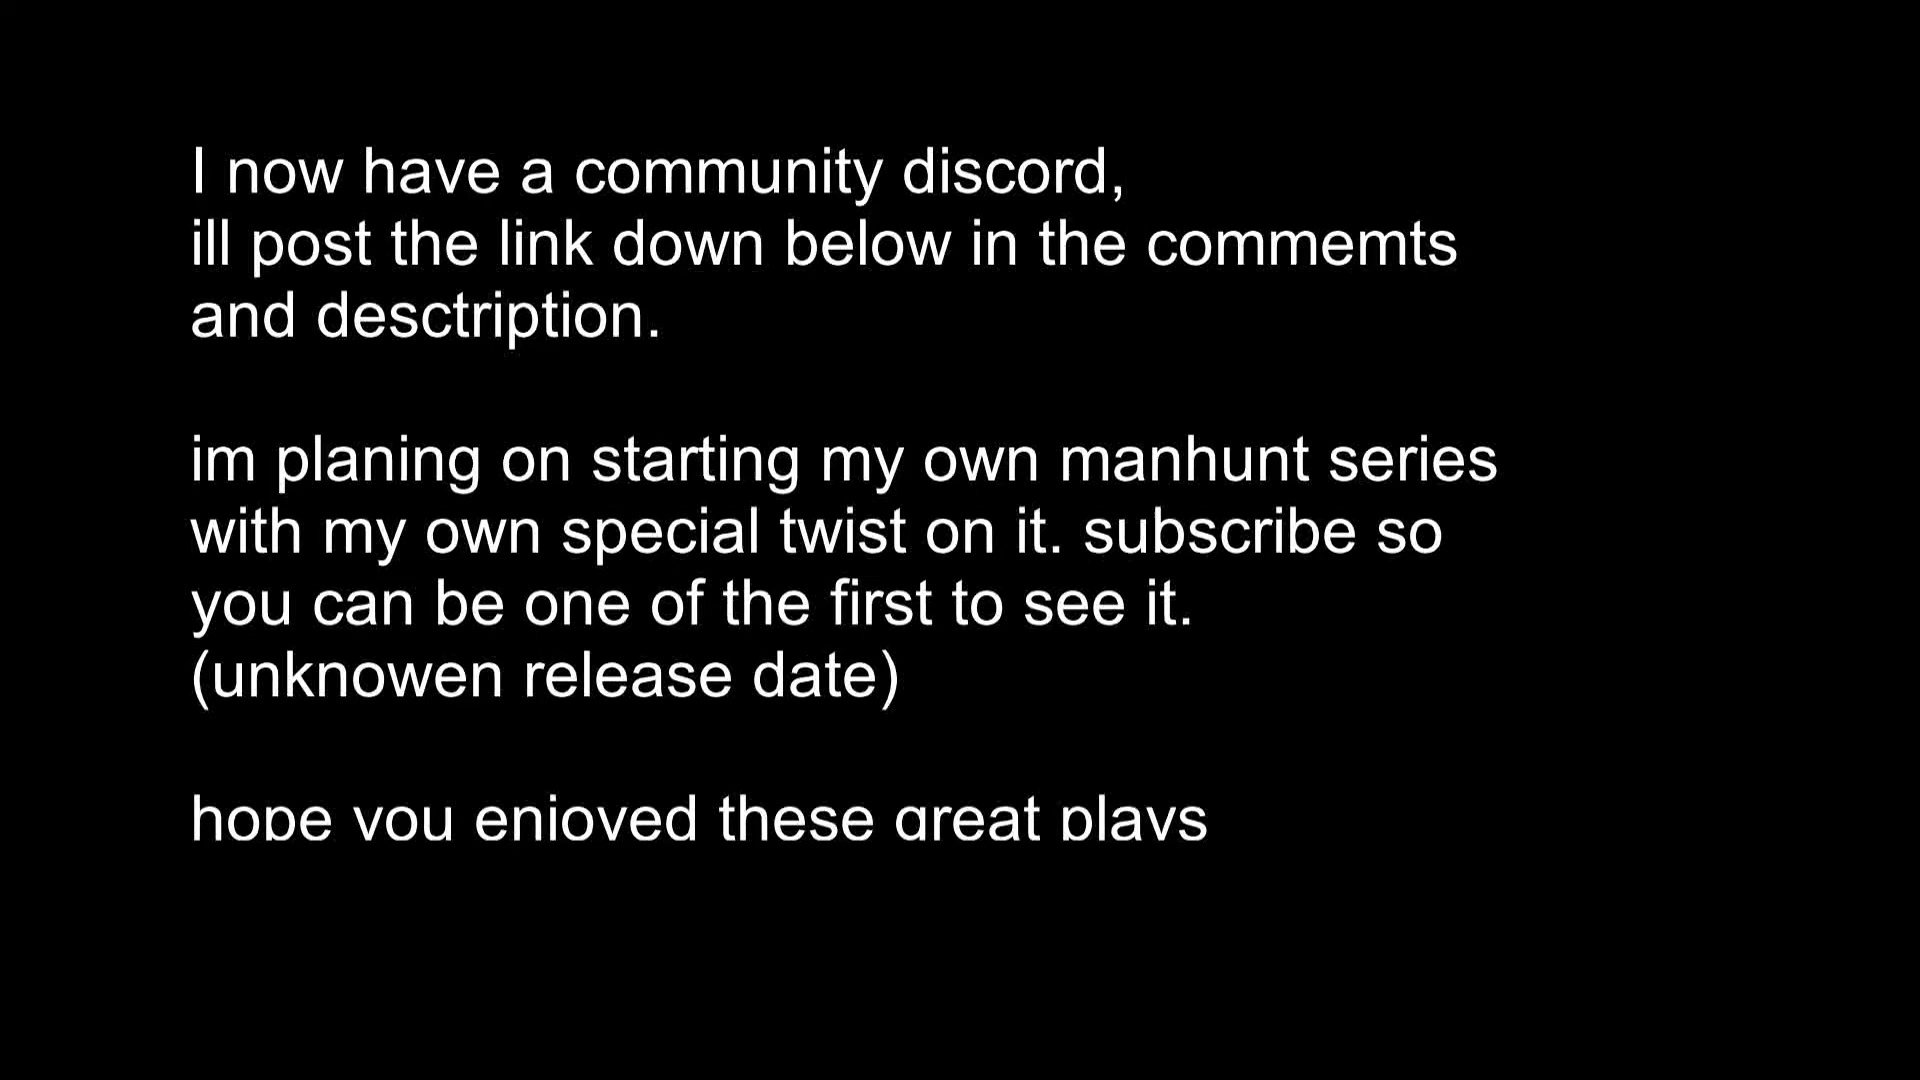 I now have a community discord,
ill post the link down below in the commemts
and desctription.
im planing on starting my own manhunt series
with my own special twist on it. subscribe so
you can be one of the first to see it.
(unknowen release date)
hope you enjoyed these great plays